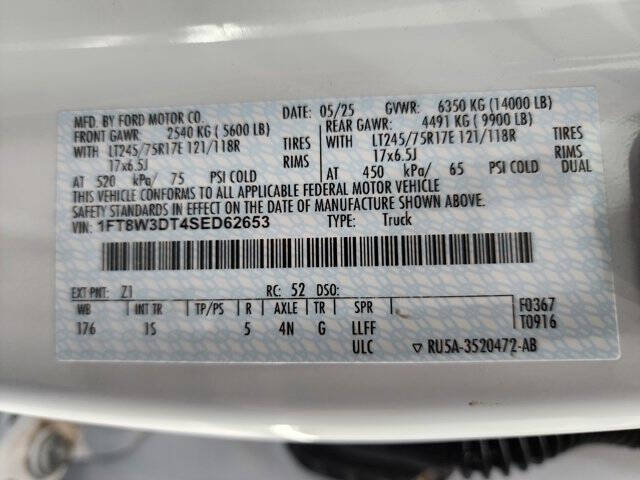 MFD. BY FORD MOTOR CO. DATE: 05/25 GVWR: 6350 KG (14000 LB)
FRONT GAWR: 2540 KG (5600 LB) REAR GAWR: 4491 KG (9900 LB)
WITH LT245/75R17E 121/118R TIRES WITH LT245/75R17E 121/118R TIRES
17x6.5J RIMS 17x6.5J RIMS
AT 520 kPa/ 75 PSI COLD AT 450 kPa/ 65 PSI COLD DUAL
THIS VEHICLE CONFORMS TO ALL APPLICABLE FEDERAL MOTOR VEHICLE
SAFETY STANDARDS IN EFFECT ON THE DATE OF MANUFACTURE SHOWN ABOVE.
VIN: 1FT8W3DT4SED62653 TYPE: Truck
EXT PNT: Z1 RC: 52 DSO: F0367
WB INT TR TP/PS R AXLE TR SPR T0916
176 1S 5 4N G LLFF
ULC ▽ RU5A-3520472-AB